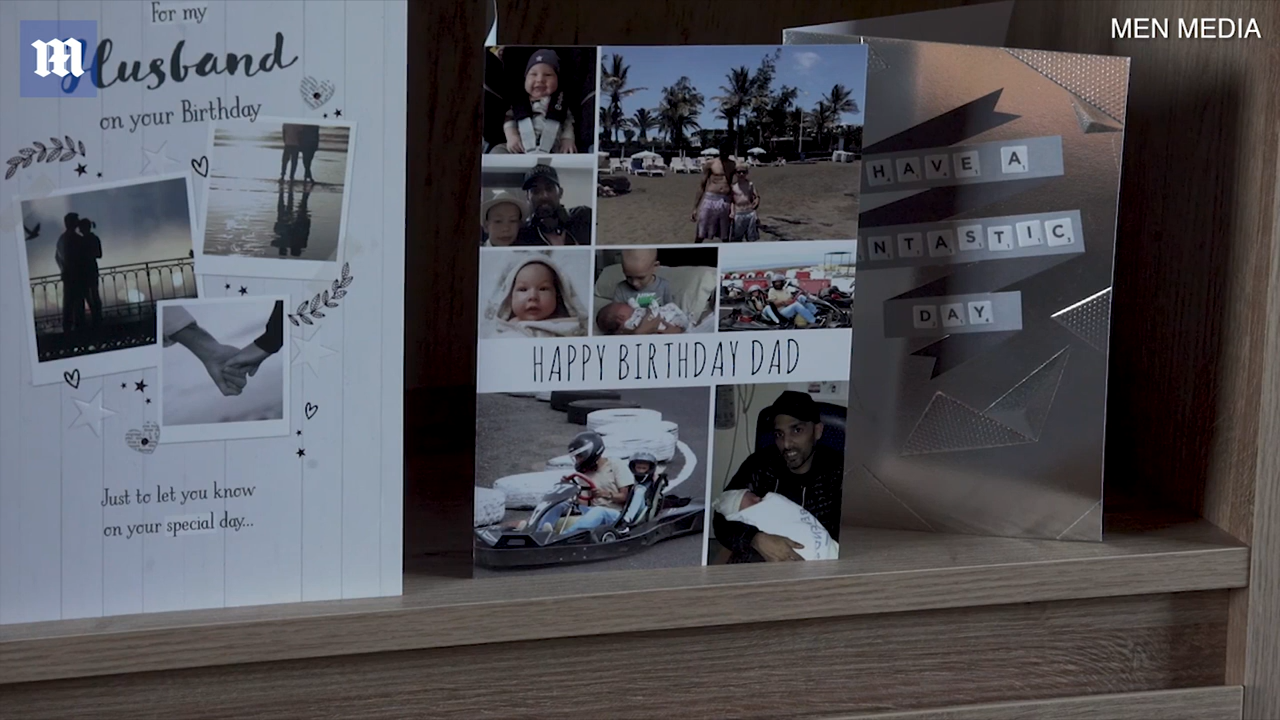 For my
Husband
on your Birthday
Just to let you know
on your special day...
HAPPY BIRTHDAY DAD
HAVE A
NTASTIC
DAY
M
MEN MEDIA